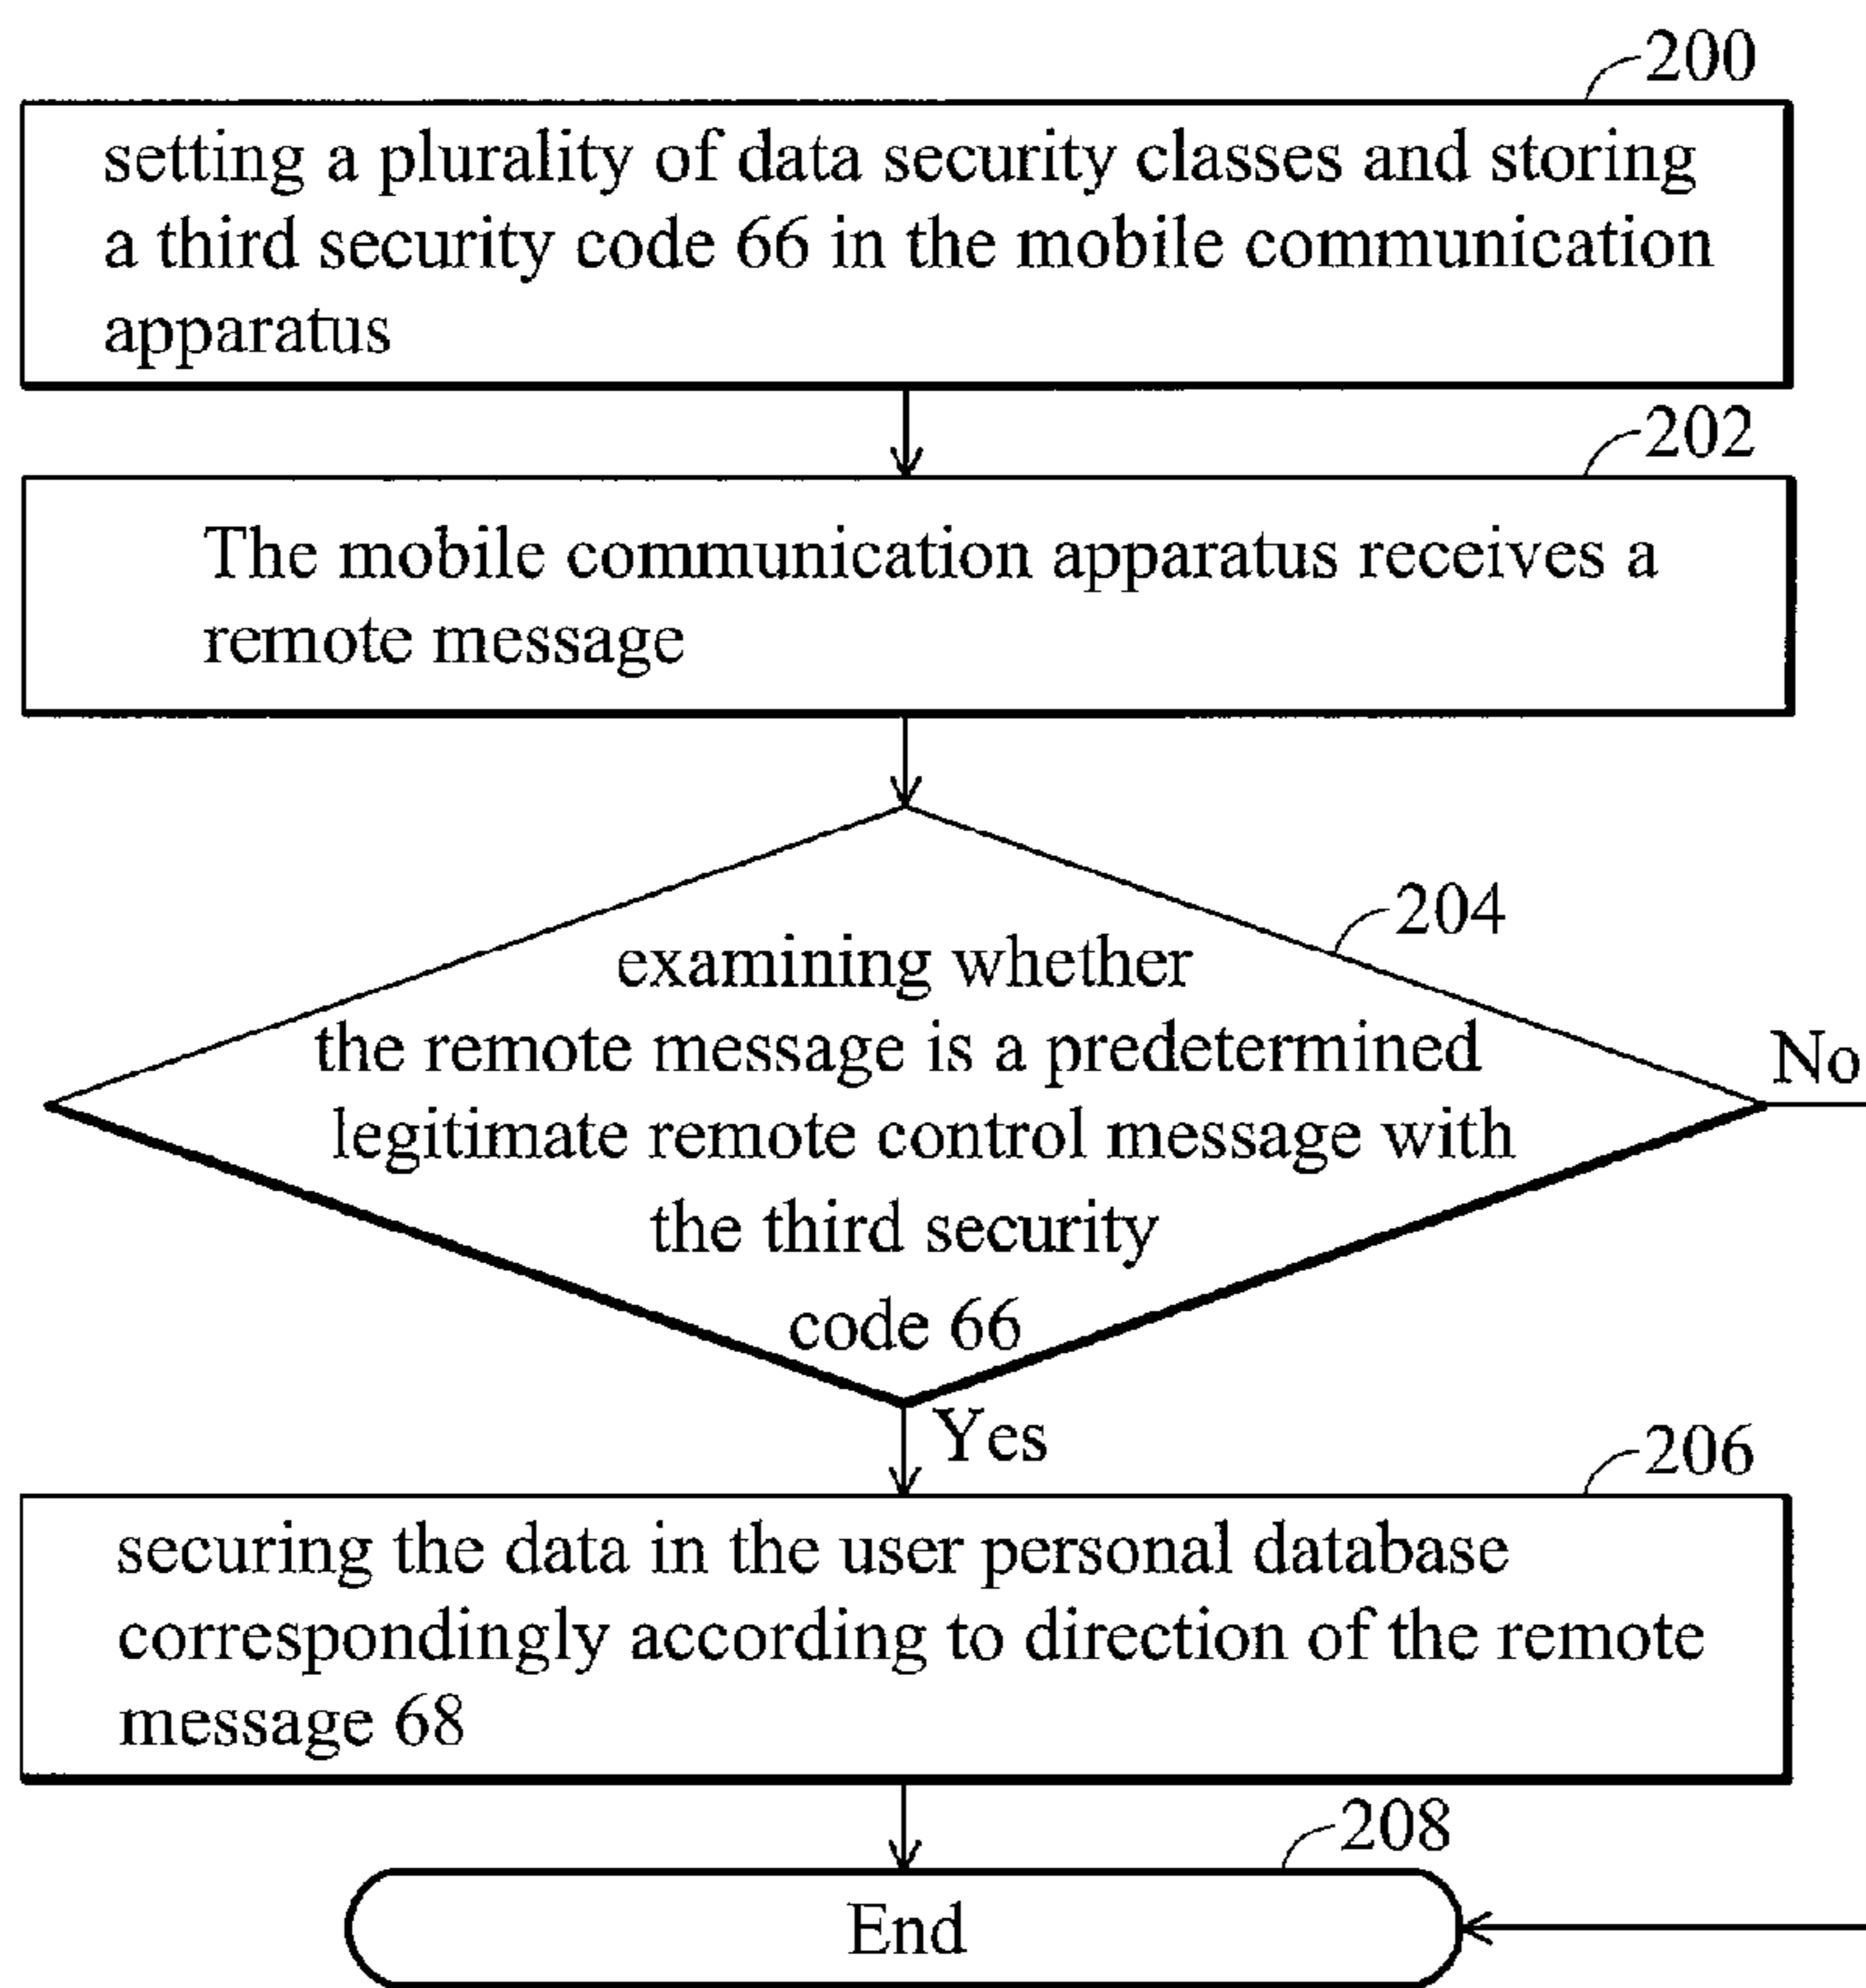 200
setting a plurality of data security classes and storing
a third security code 66 in the mobile communication
apparatus
202
The mobile communication apparatus receives a
remote message
204
examining whether
the remote message is a predetermined
legitimate remote control message with
the third security
code 66
No
Yes
206
securing the data in the user personal database
correspondingly according to direction of the remote
message 68
208
End